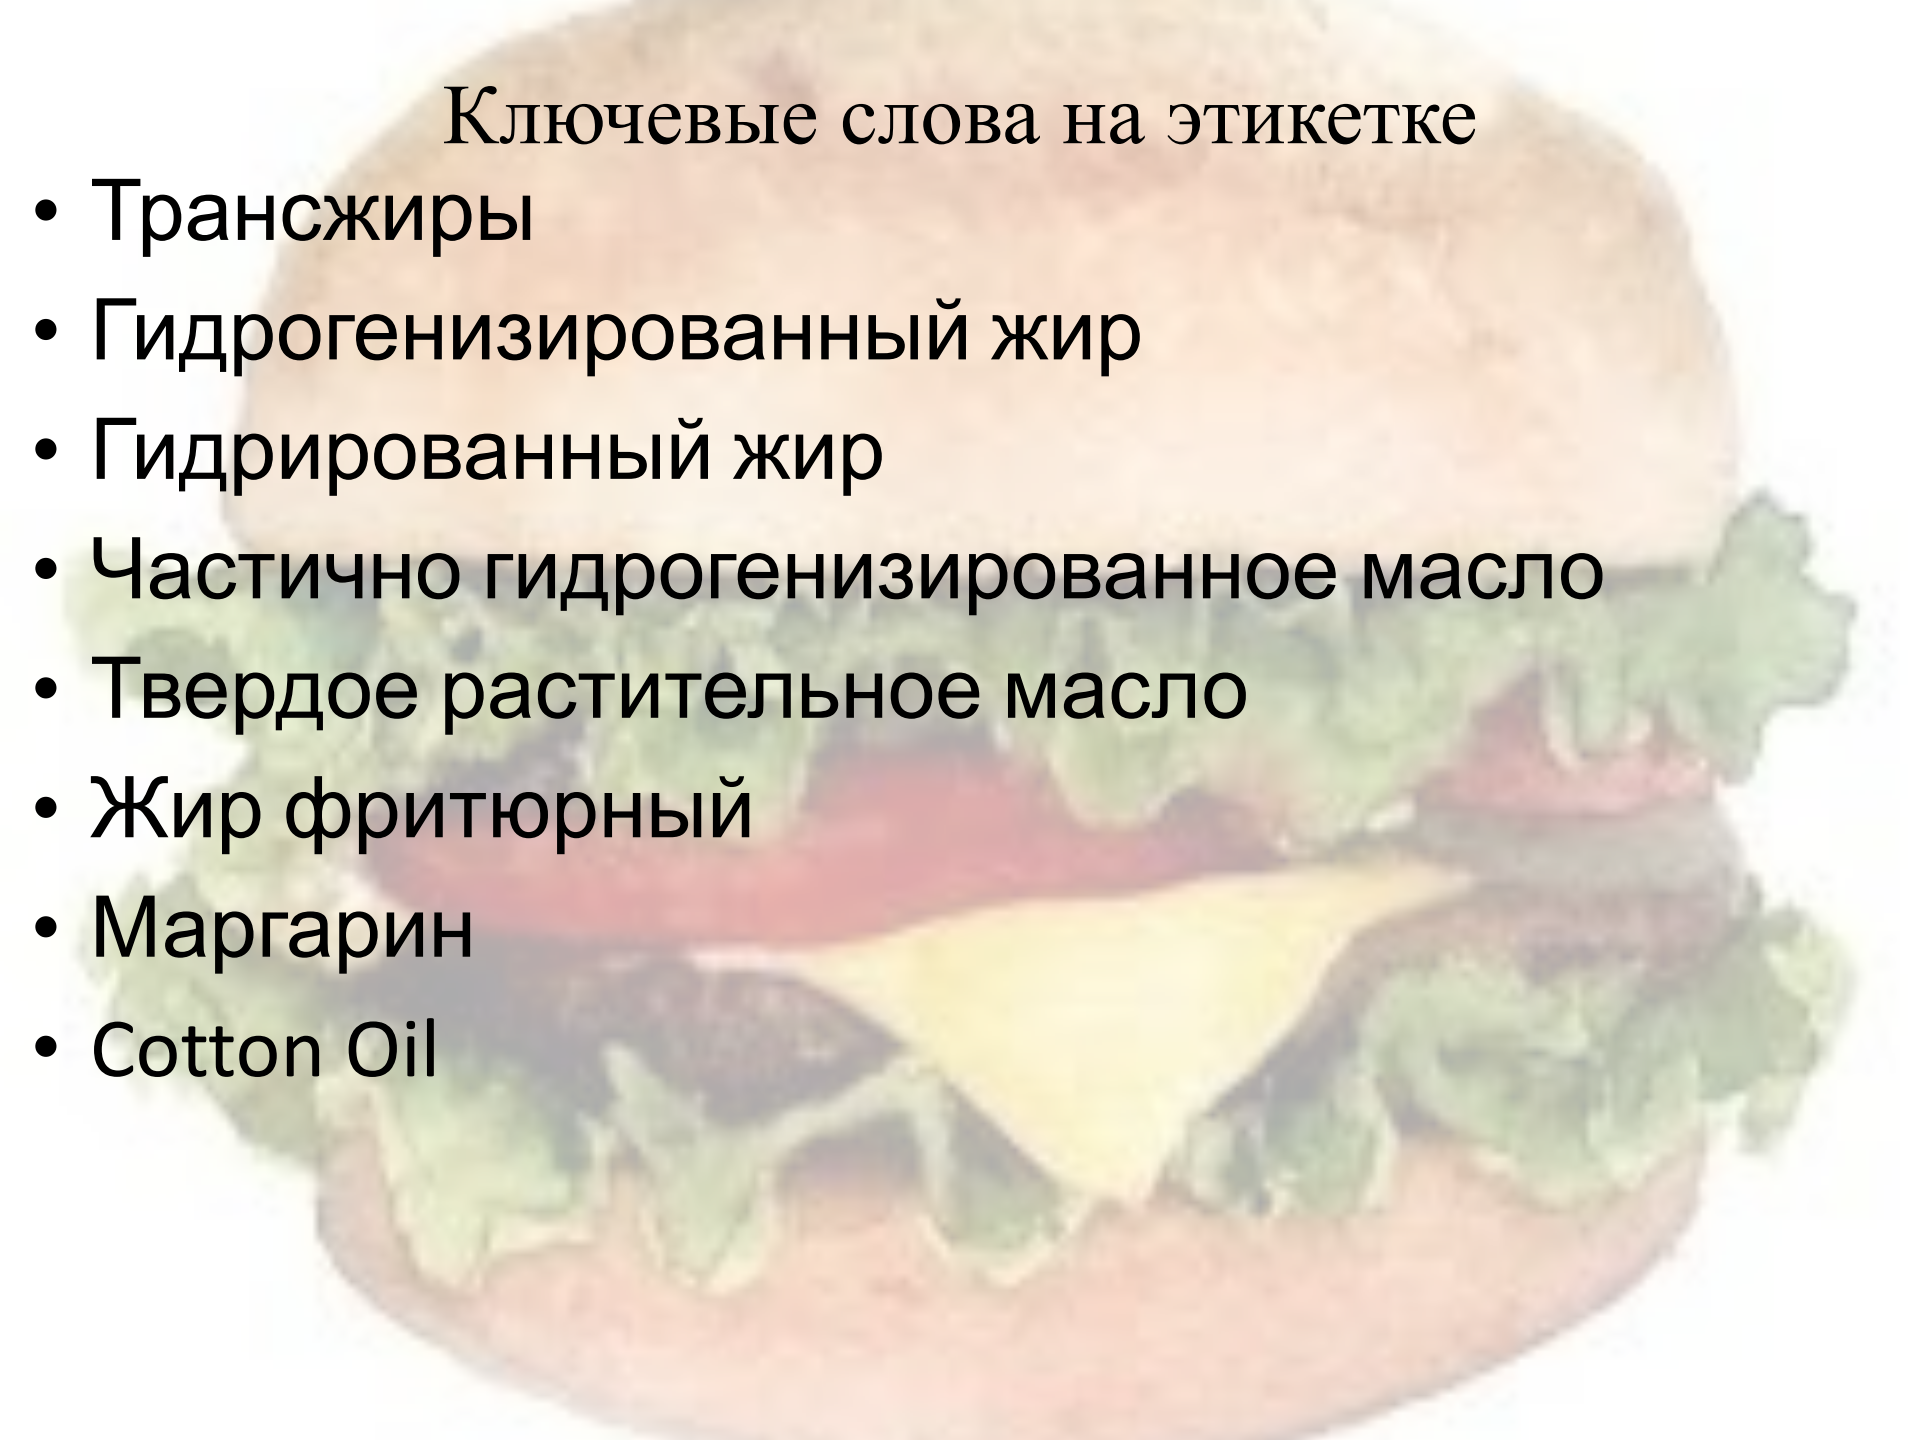 Ключевые слова на этикетке
• Трансжиры
• Гидрогенизированный жир
• Гидрированный жир
• Частично гидрогенизированное масло
• Твердое растительное масло
• Жир фритюрный
• Маргарин
• Cotton Oil